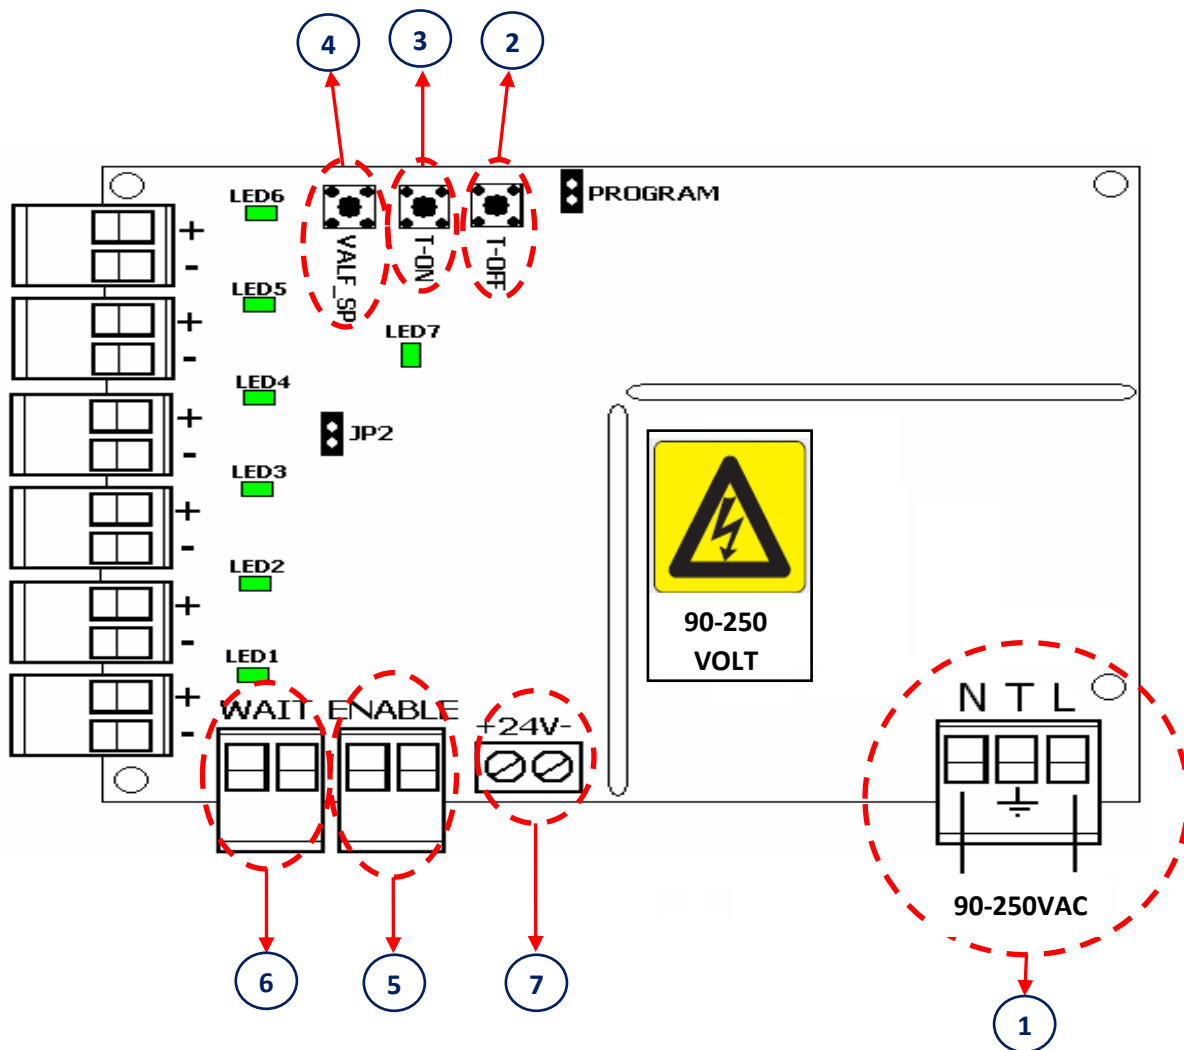 4
3
2
LED6
PROGRAM
+
-
VALF_SP
T-ON
T-OFF
LED5
+
-
LED7
LED4
+
-
JP2
LED3
+
-
90-250
VOLT
LED2
+
-
LED1
+
-
WAIT
ENABLE
+24V-
N T L
90-250VAC
6
5
7
1